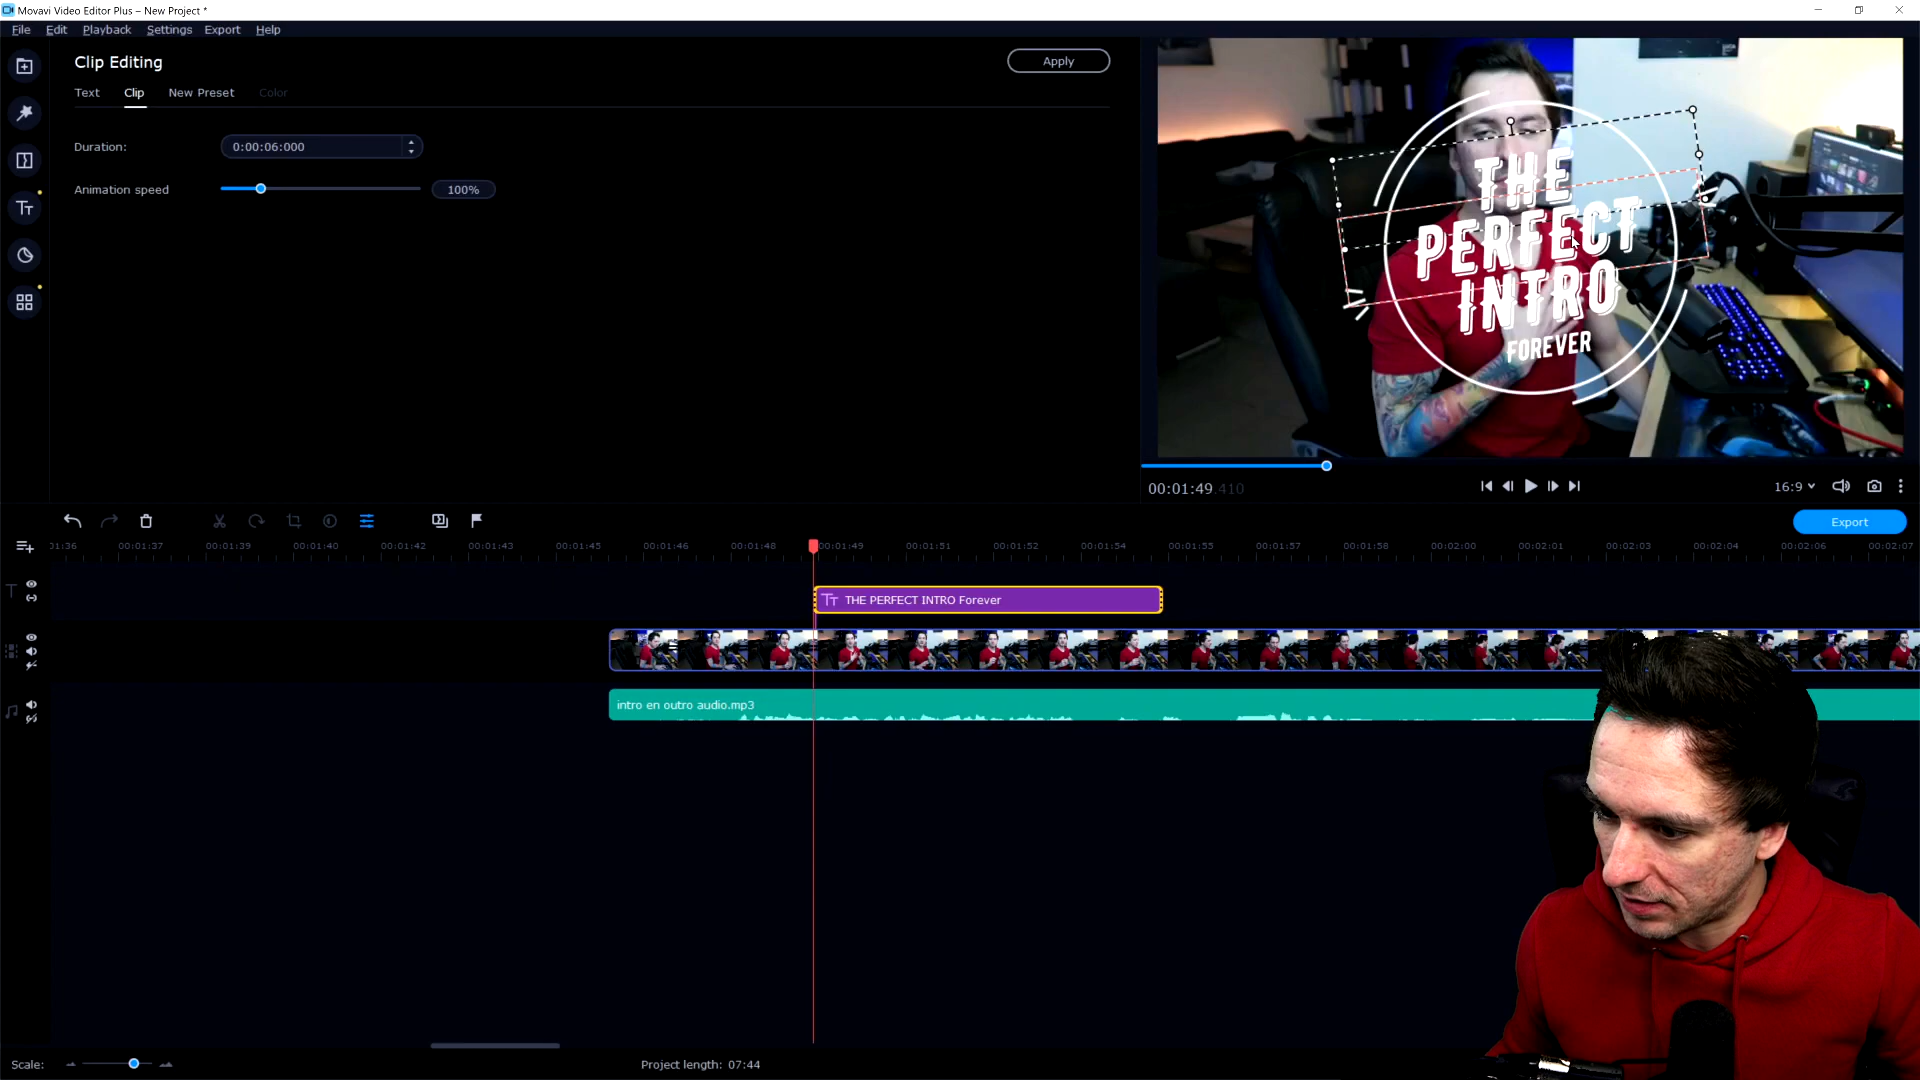 Movavi Video Editor Plus – New Project *
File Edit Playback Settings Export Help
Clip Editing
Apply
Text Clip New Preset Color
Duration: 0:00:06:000
Animation speed 100%
THE
PERFECT
INTRO
FOREVER
00:01:49.410
16:9
Export
00:01:37 00:01:39 00:01:40 00:01:42 00:01:43 00:01:45 00:01:46 00:01:48 00:01:49 00:01:51 00:01:52 00:01:54 00:01:55 00:01:57 00:01:58 00:02:00 00:02:01 00:02:03 00:02:04 00:02:06 00:02:07
THE PERFECT INTRO Forever
intro en outro audio.mp3
Scale:
Project length: 07:44